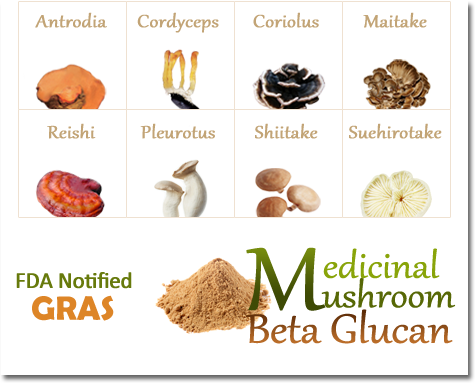 Antrodia Cordyceps Coriolus Maitake
Reishi Pleurotus Shiitake Suehirotake
FDA Notified
GRAS
Medicinal
Mushroom
Beta Glucan